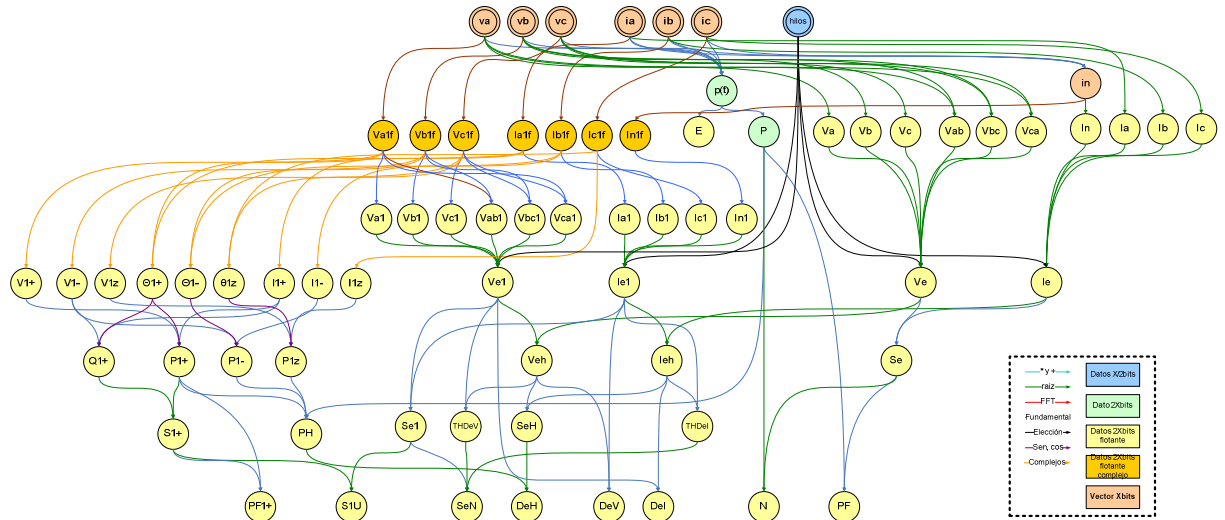 va vb vc ia ib ic hilos
p(t) in
Va1f Vb1f Vc1f Ia1f Ib1f Ic1f In1f E P Va Vb Vc Vab Vbc Vca In Ia Ib Ic
Va1 Vb1 Vc1 Vab1 Vbc1 Vca1 Ia1 Ib1 Ic1 In1
V1+ V1- V1z Θ1+ Θ1- θ1z I1+ I1- I1z Ve1 Ie1 Ve Ie
Q1+ P1+ P1- P1z Veh Ieh Se
S1+ PH Se1 THDeV SeH THDeI
PF1+ S1U SeN DeH DeV DeI N PF
* y +
raiz
FFT
Fundamental
Elección
Sen, cos
Complejos
Datos X/2bits
Dato 2Xbits
Datos 2Xbits
flotante
Datos 2Xbits
flotante
complejo
Vector Xbits